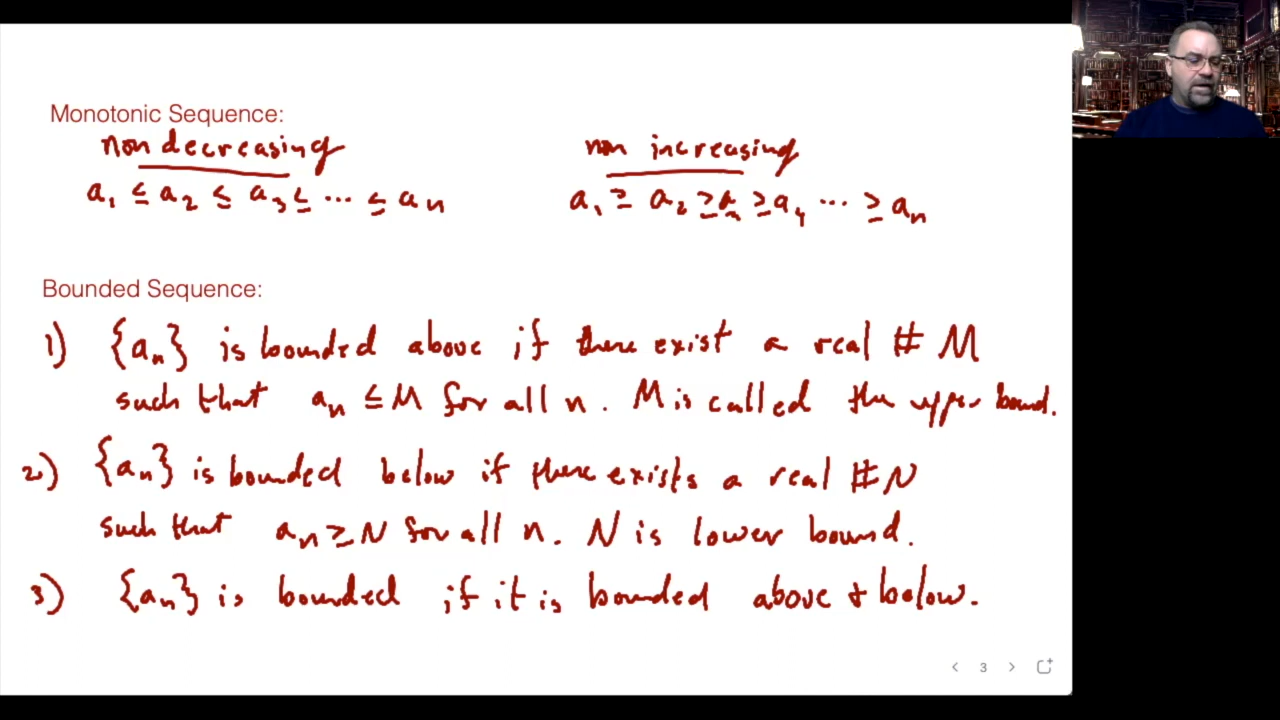 Monotonic Sequence:
non decreasing
a₁ ≤ a₂ ≤ a₃ ≤ ... ≤ aₙ
non increasing
a₁ ≥ a₂ ≥ a₃ ≥ a₄ ... ≥ aₙ
Bounded Sequence:
1) {aₙ} is bounded above if there exist a real # M
such that aₙ ≤ M for all n. M is called the upper bound.
2) {aₙ} is bounded below if there exists a real # N
such that aₙ ≥ N for all n. N is lower bound.
3) {aₙ} is bounded if it is bounded above + below.
< 3 >